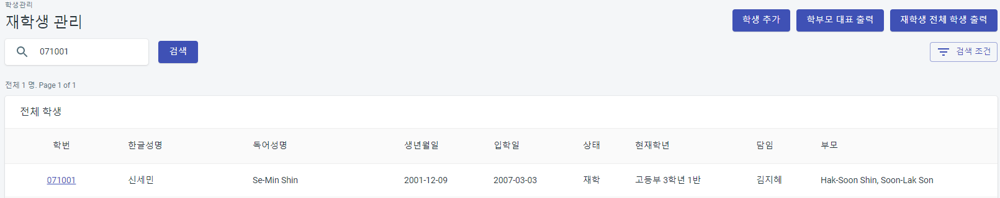 학생관리
재학생 관리
학생 추가 학부모 대표 출력 재학생 전체 학생 출력
071001 검색 검색 조건
전체 1 명. Page 1 of 1
전체 학생
학번 한글성명 독어성명 생년월일 입학일 상태 현재학년 담임 부모
071001 신세민 Se-Min Shin 2001-12-09 2007-03-03 재학 고등부 3학년 1반 김지혜 Hak-Soon Shin, Soon-Lak Son